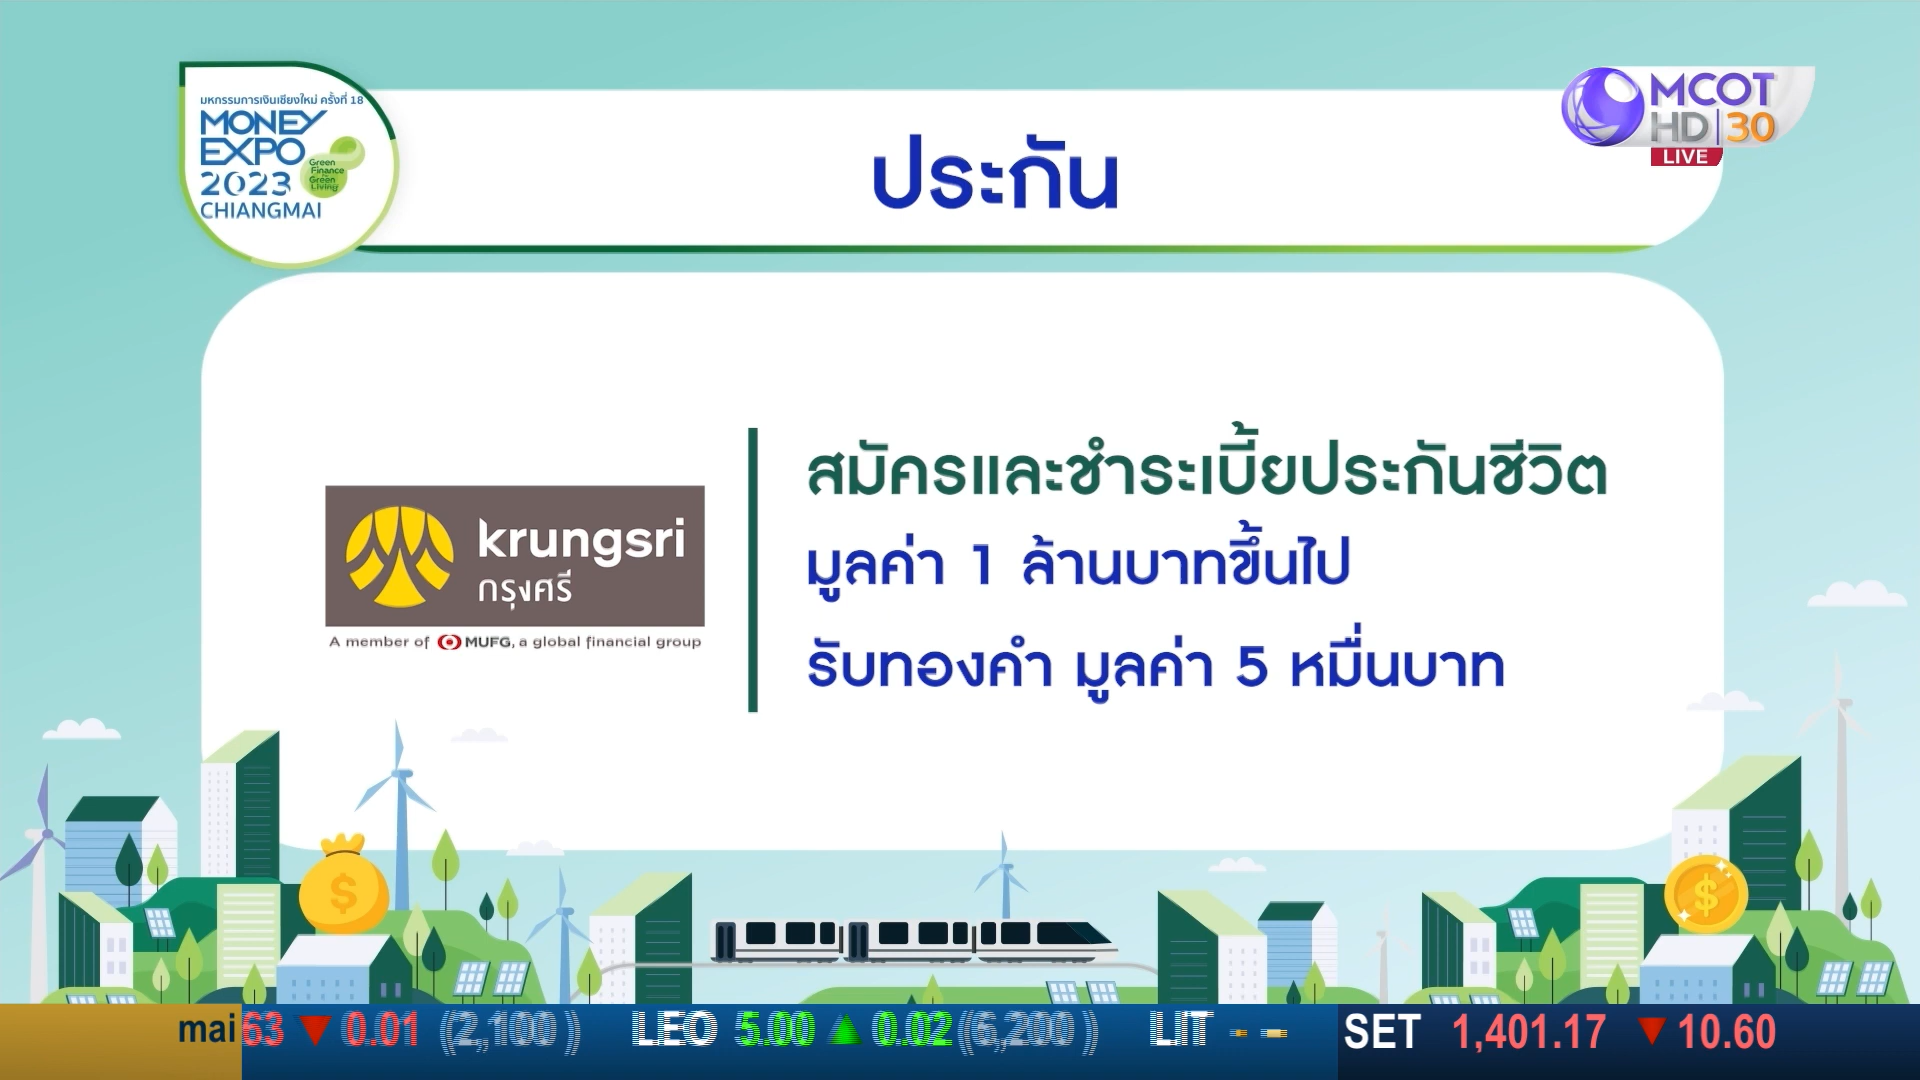 มหกรรมการเงินเชียงใหม่ ครั้งที่ 18
MONEY
EXPO
2023
CHIANGMAI
Green
Finance
Green
Living
MCOT
HD 30
LIVE
ประกัน
krungsri
กรุงศรี
A member of MUFG, a global financial group
สมัครและชำระเบี้ยประกันชีวิต
มูลค่า 1 ล้านบาทขึ้นไป
รับทองคำ มูลค่า 5 หมื่นบาท
mai 63 ▼ 0.01 (2,100) LEO 5.00 ▲ 0.02 (6,200) LIT - - SET 1,401.17 ▼ 10.60